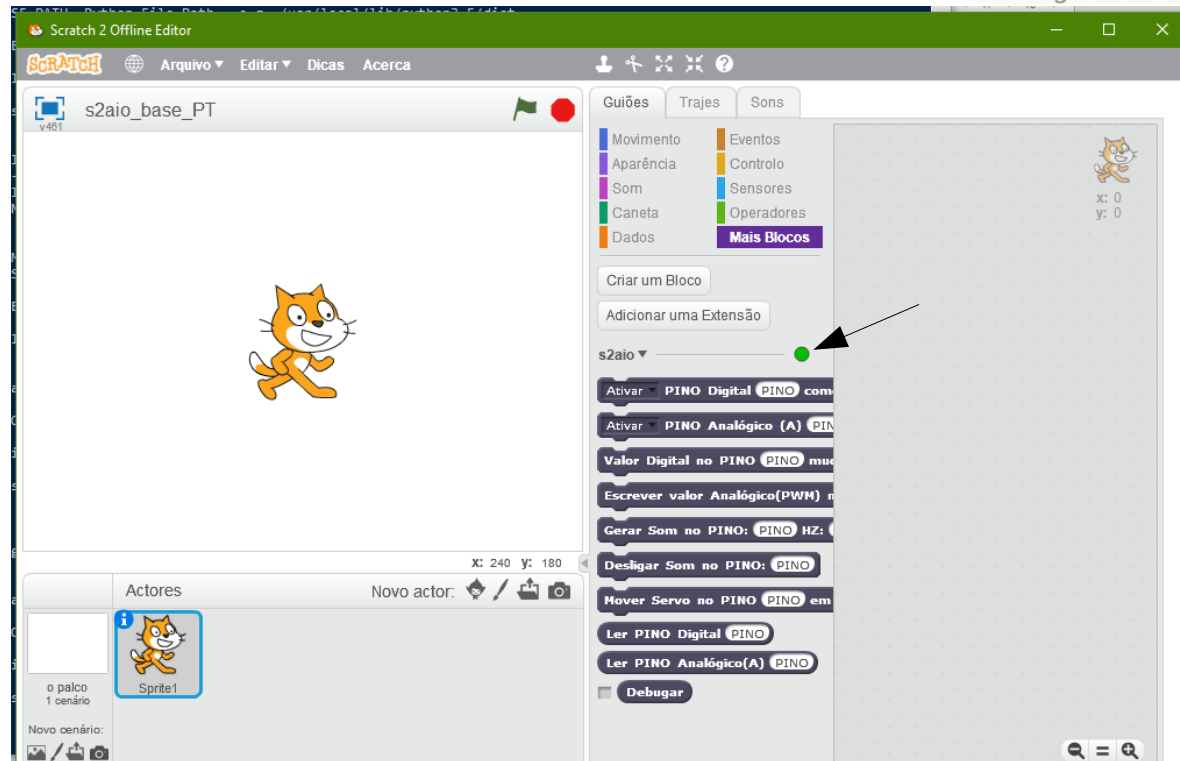 Scratch 2 Offline Editor
SCRATCH Arquivo Editar Dicas Acerca
v461
s2aio_base_PT
Guiões Trajes Sons
Movimento Eventos
Aparência Controlo
Som Sensores
Caneta Operadores
Dados Mais Blocos
x: 0
y: 0
Criar um Bloco
Adicionar uma Extensão
s2aio
Ativar PINO Digital PINO com
Ativar PINO Analógico (A) PIN
Valor Digital no PINO PINO mu
Escrever valor Analógico(PWM)
Gerar Som no PINO: PINO HZ:
Desligar Som no PINO: PINO
Mover Servo no PINO PINO em
Ler PINO Digital PINO
Ler PINO Analógico(A) PINO
Debugar
X: 240 y: 180
Actores Novo actor:
o palco
1 cenário
Sprite1
Novo cenário: